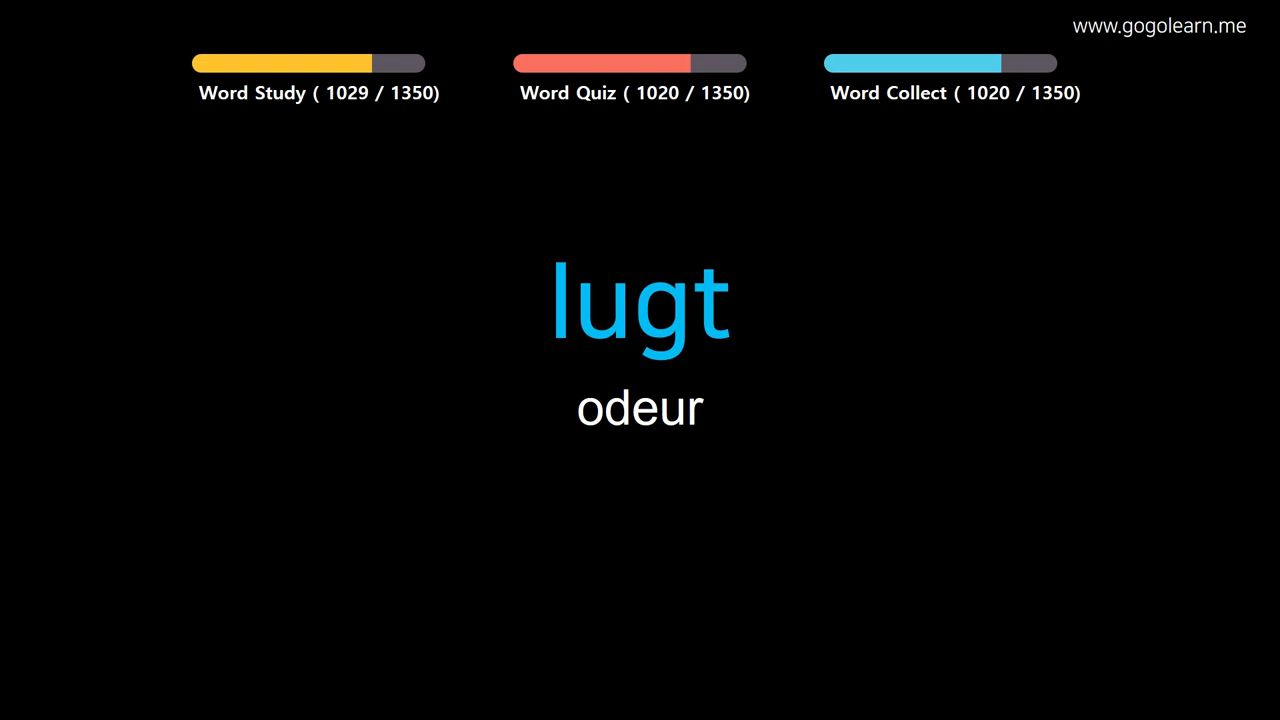 www.gogolearn.me
Word Study ( 1029 / 1350)
Word Quiz ( 1020 / 1350)
Word Collect ( 1020 / 1350)
lugt
odeur